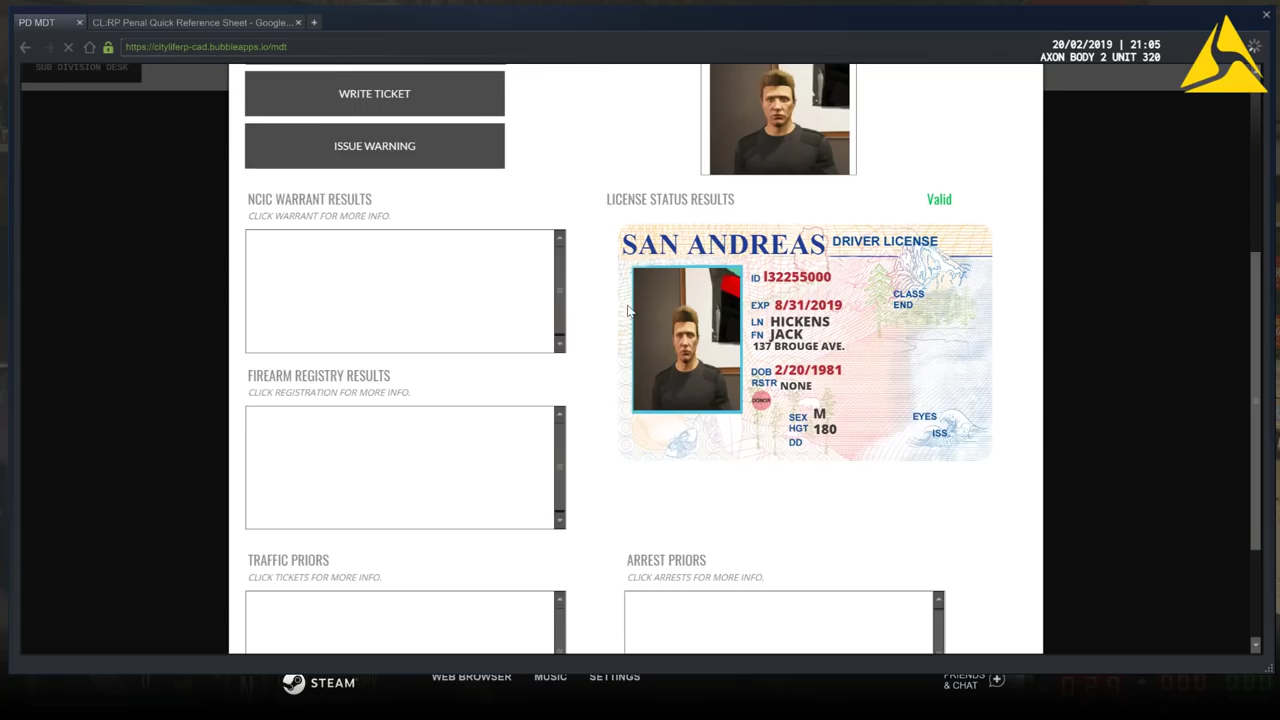 PD MDT
CL:RP Penal Quick Reference Sheet - Google...
https://cityliferp-cad.bubbleapps.io/mdt
20/02/2019 | 21:05
AXON BODY 2 UNIT 320
SUB DIVISION DESK
WRITE TICKET
ISSUE WARNING
NCIC WARRANT RESULTS
CLICK WARRANT FOR MORE INFO.
LICENSE STATUS RESULTS
Valid
SAN ANDREAS DRIVER LICENSE
ID I32255000
EXP 8/31/2019
CLASS
END
LN HICKENS
FN JACK
137 BROUGE AVE.
DOB 2/20/1981
RSTR NONE
DONOR
SEX M
HGT 180
DD
EYES
ISS.
FIREARM REGISTRY RESULTS
CLICK REGISTRATION FOR MORE INFO.
TRAFFIC PRIORS
CLICK TICKETS FOR MORE INFO.
ARREST PRIORS
CLICK ARRESTS FOR MORE INFO.
STEAM
WEB BROWSER
MUSIC
SETTINGS
FRIENDS
& CHAT